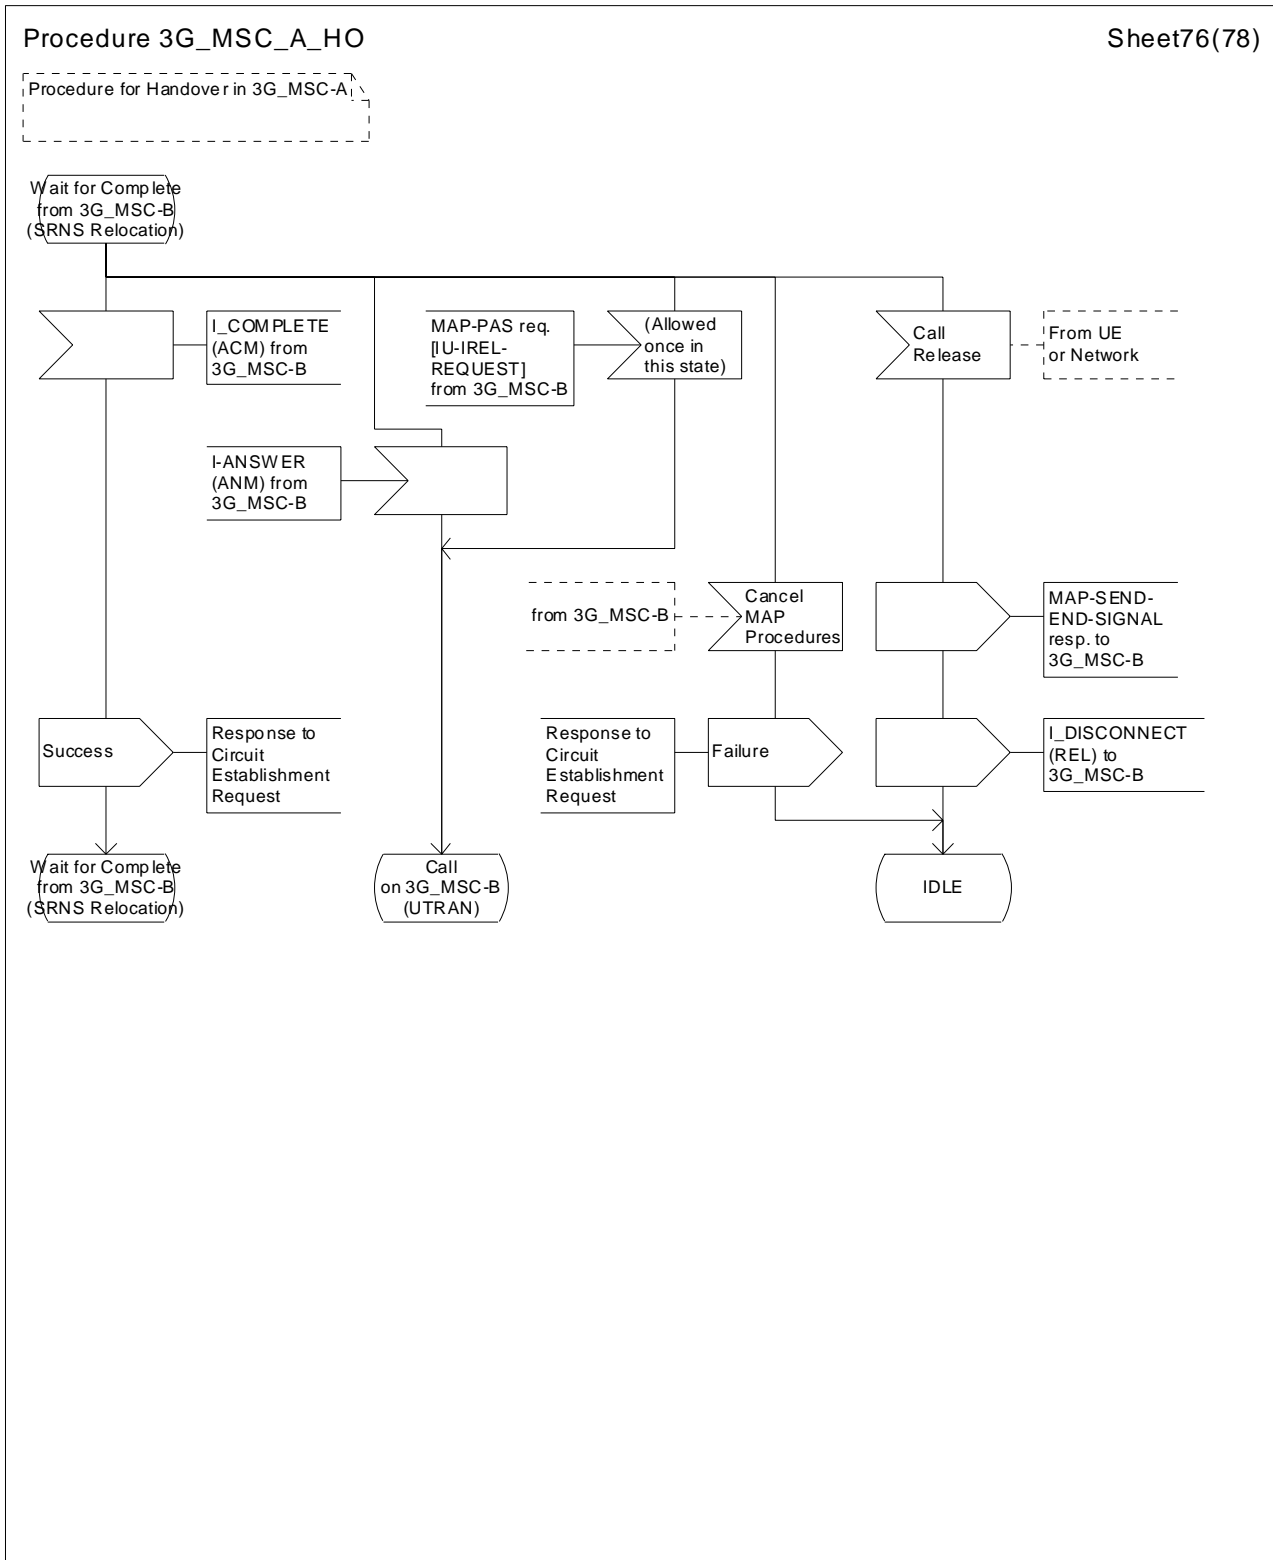 Procedure 3G_MSC_A_HO
Sheet76(78)
Procedure for Handover in 3G_MSC-A
Wait for Complete
from 3G_MSC-B
(SRNS Relocation)
I_COMPLETE
(ACM) from
3G_MSC-B
MAP-PAS req.
[IU-IREL-
REQUEST]
from 3G_MSC-B
(Allowed
once in
this state)
Call
Release
From UE
or Network
I-ANSWER
(ANM) from
3G_MSC-B
from 3G_MSC-B
Cancel
MAP
Procedures
MAP-SEND-
END-SIGNAL
resp. to
3G_MSC-B
Success
Response to
Circuit
Establishment
Request
Response to
Circuit
Establishment
Request
Failure
I_DISCONNECT
(REL) to
3G_MSC-B
Wait for Complete
from 3G_MSC-B
(SRNS Relocation)
Call
on 3G_MSC-B
(UTRAN)
IDLE